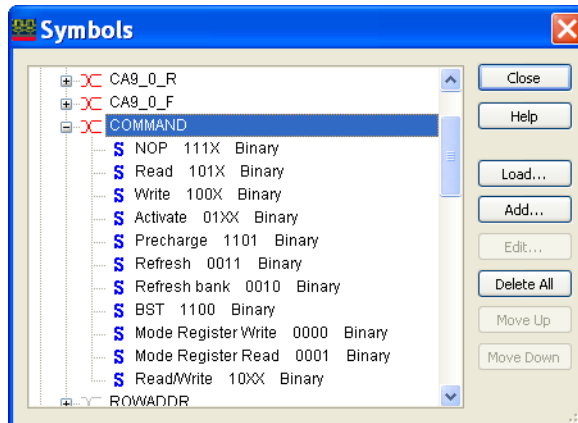 Symbols
CA9_0_R
CA9_0_F
COMMAND
S NOP 111X Binary
S Read 101X Binary
S Write 100X Binary
S Activate 01XX Binary
S Precharge 1101 Binary
S Refresh 0011 Binary
S Refresh bank 0010 Binary
S BST 1100 Binary
S Mode Register Write 0000 Binary
S Mode Register Read 0001 Binary
S Read/Write 10XX Binary
ROWADDR
Close
Help
Load...
Add...
Edit...
Delete All
Move Up
Move Down